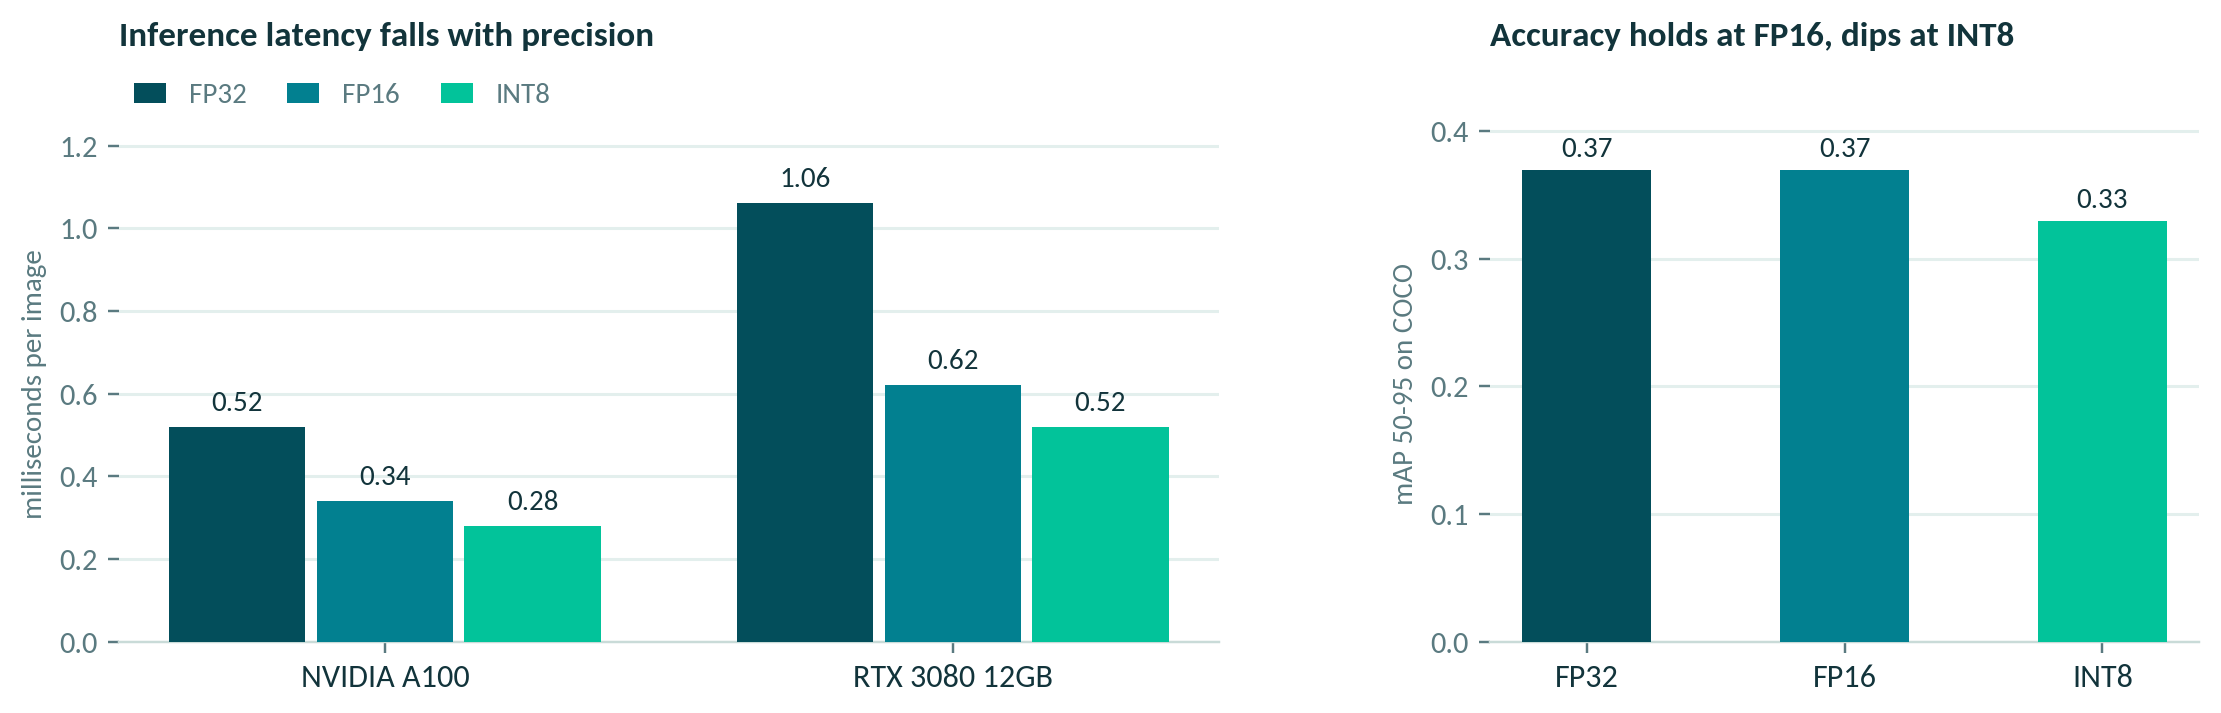 Inference latency falls with precision
FP32 FP16 INT8
milliseconds per image
1.2
1.0
0.8
0.6
0.4
0.2
0.0
0.52
0.34
0.28
1.06
0.62
0.52
NVIDIA A100
RTX 3080 12GB
Accuracy holds at FP16, dips at INT8
mAP 50-95 on COCO
0.4
0.3
0.2
0.1
0.0
0.37
0.37
0.33
FP32
FP16
INT8